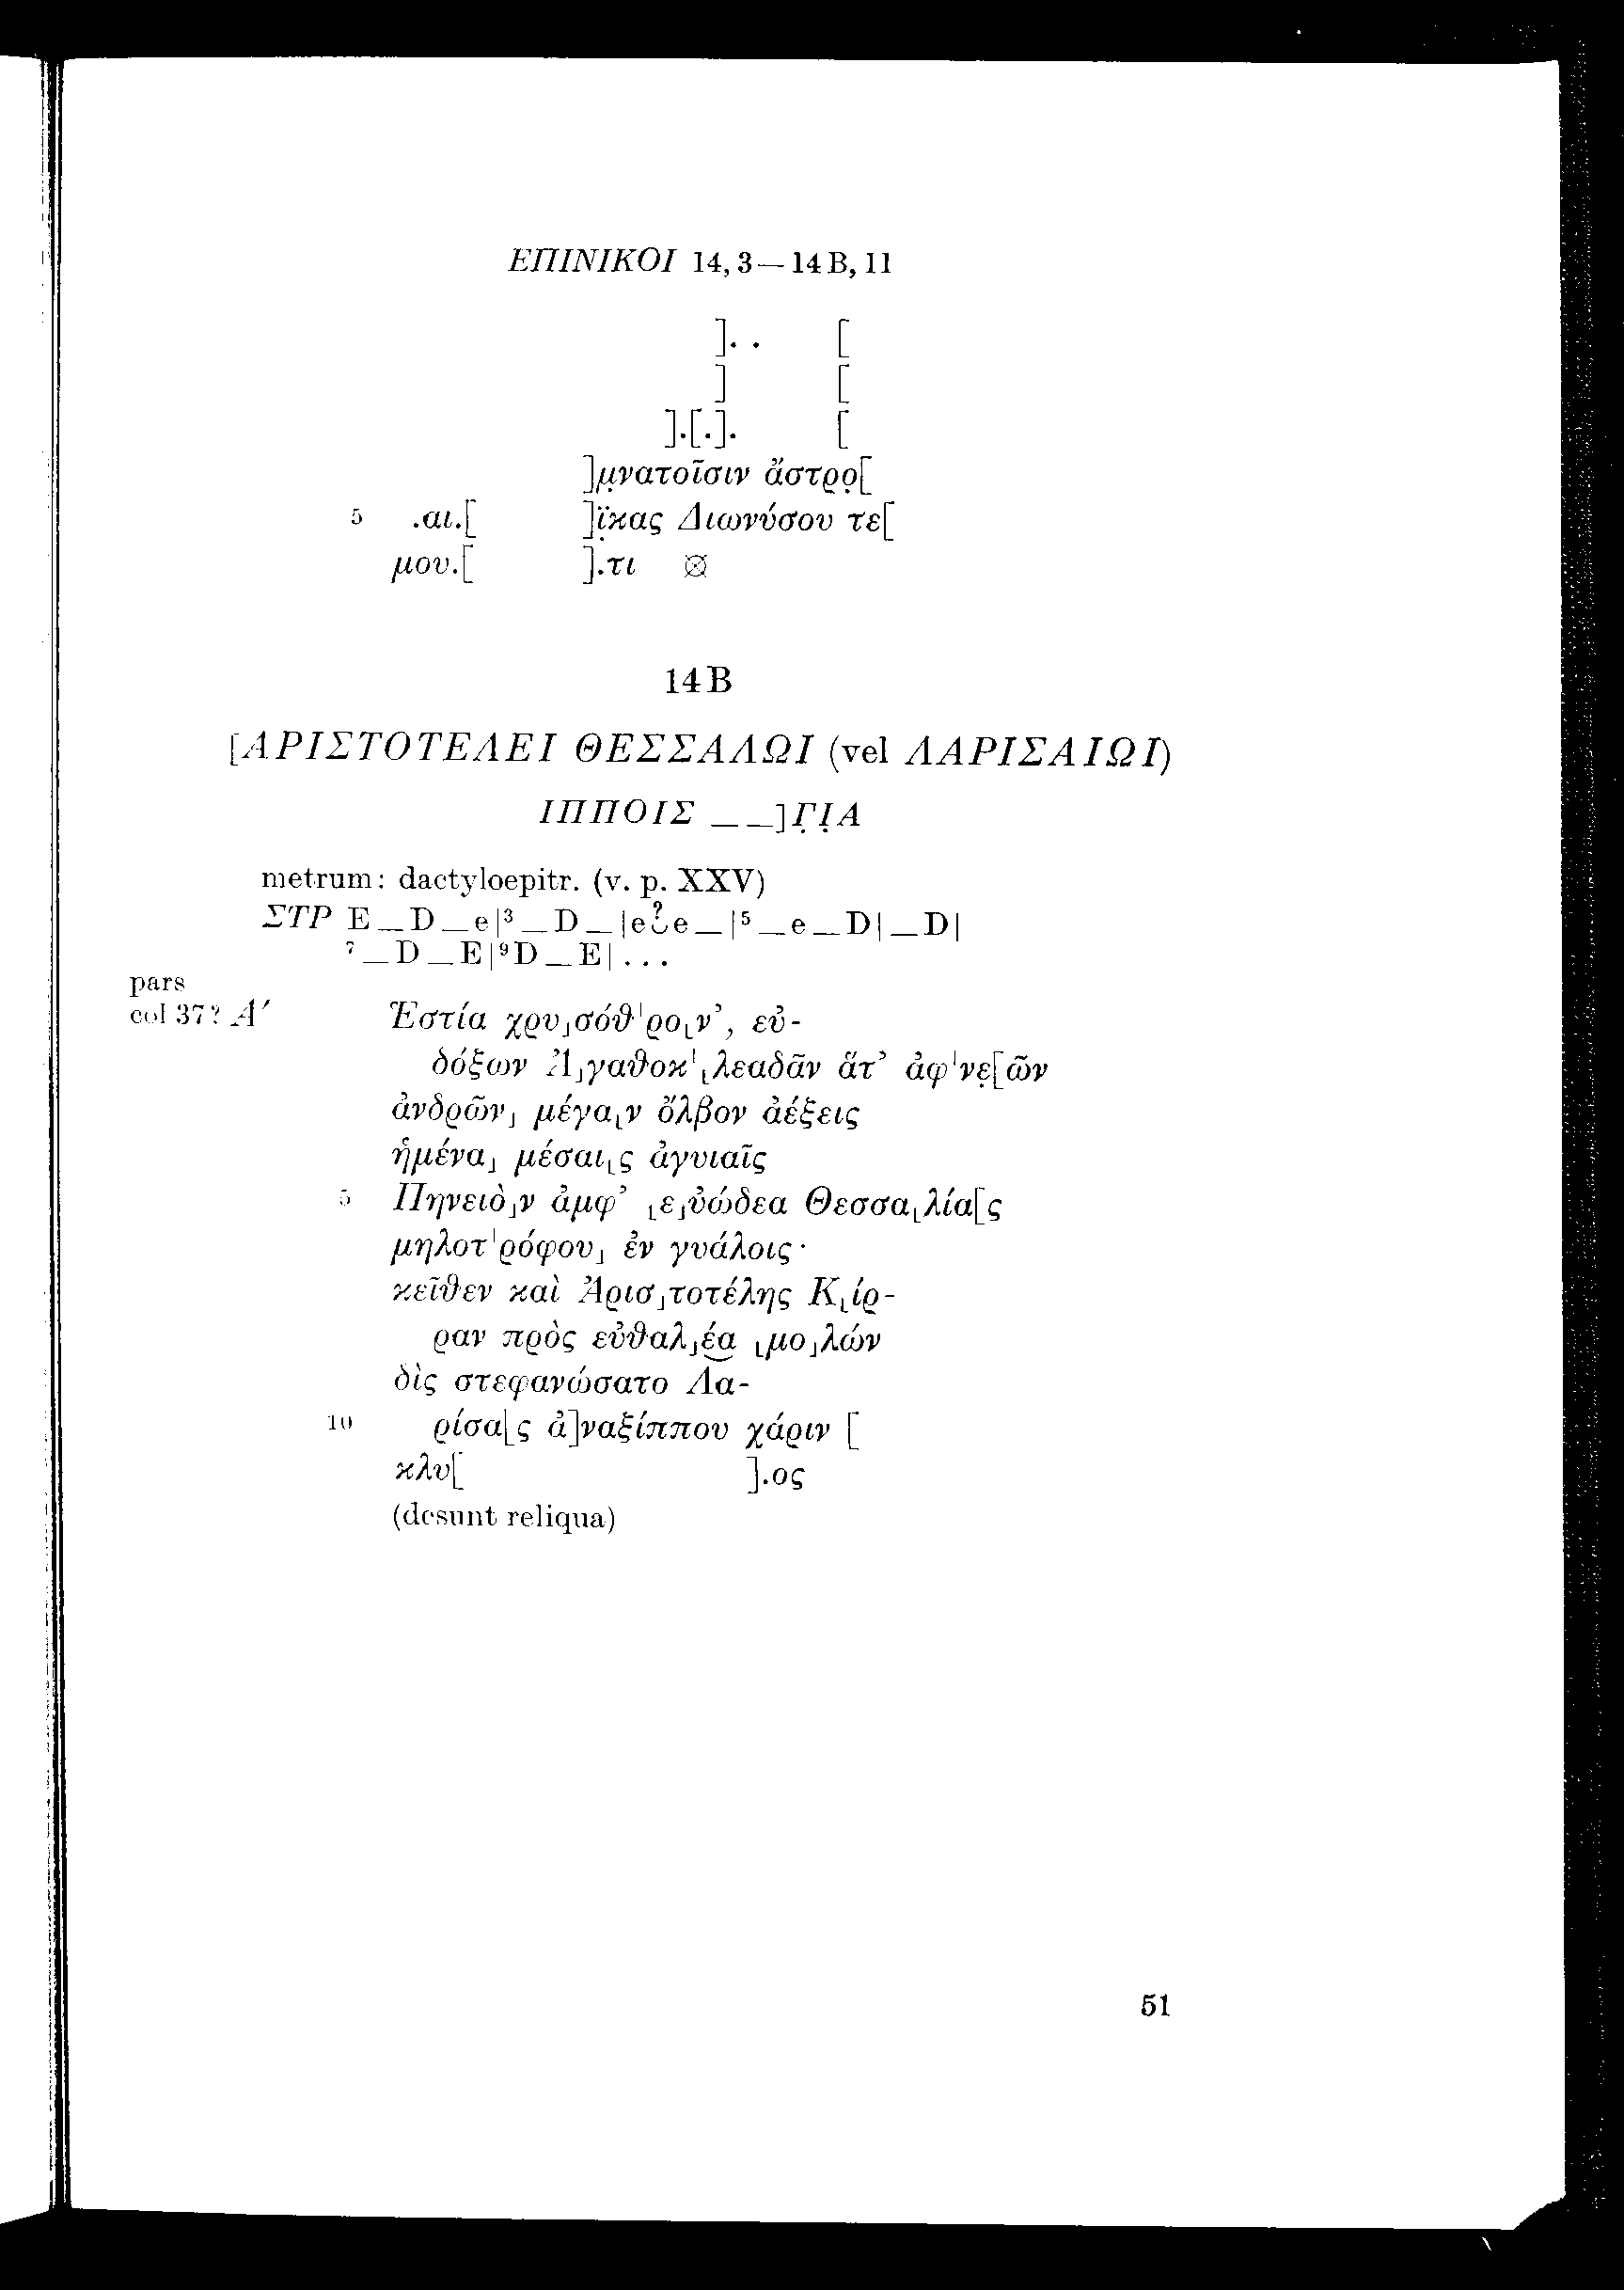 ΕΠΙΝΙΚΟΙ 14, 3— 14 B, 11
].. [
] [
].[.]. [
]μ̣νατοῖσιν ἄστρο̣[
5 .αι.[ ]ϊ̣κας Διωνύσου τε[
μου.[ ].τι ⊗
14 B
[ΑΡΙΣΤΟΤΕΛΕΙ ΘΕΣΣΑΛΩΙ (vel ΛΑΡΙΣΑΙΩΙ)
ΙΠΠΟΙΣ _ _]Γ̣Ι̣Α
metrum: dactyloepitr. (v. p. XXV)
ΣΤΡ E _ D _ e|³ _ D _ |e ⏑̲? e _ |⁵ _ e _ D| _ D|
⁷ _ D _ E|⁹D _ E| . . .
pars
col 37? Α′ Ἑστία χρυ⌟σόθ'ρο⌞ν’, εὐ-
δόξων Ἀ⌟γαθοκ'⌞λεαδᾶν ἅτ’ ἀφ'νε̣[ῶν
ἀνδρῶν⌟ μέγα⌞ν ὄλβον ἀέξεις
ἡμένα⌟ μέσαι⌞ς ἀγυιαῖς
5 Πηνειὸ⌟ν ἀμφ’ ⌞ε⌟ὐώδεα Θεσσα⌞λία[ς
μηλοτ'ρόφου⌟ ἐν γυάλοις·
κεῖθεν καὶ Ἀρισ⌟τοτέλης Κ⌞ίρ-
ραν πρὸς εὐθαλ⌟έ͜α ⌞μο⌟λών
δὶς στεφανώσατο Λα-
10 ρίσα[ς ἀ]ναξίππου χάριν [
κλυ[ ].ος
(desunt reliqua)
51